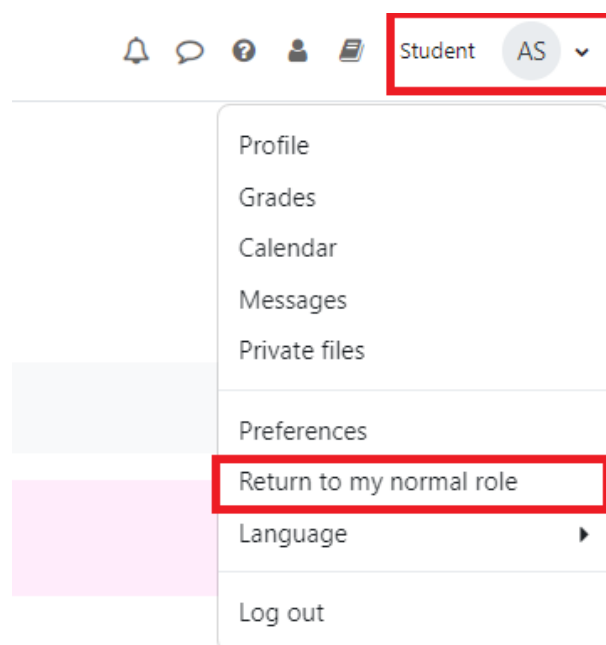 Student AS
Profile
Grades
Calendar
Messages
Private files
Preferences
Return to my normal role
Language
Log out